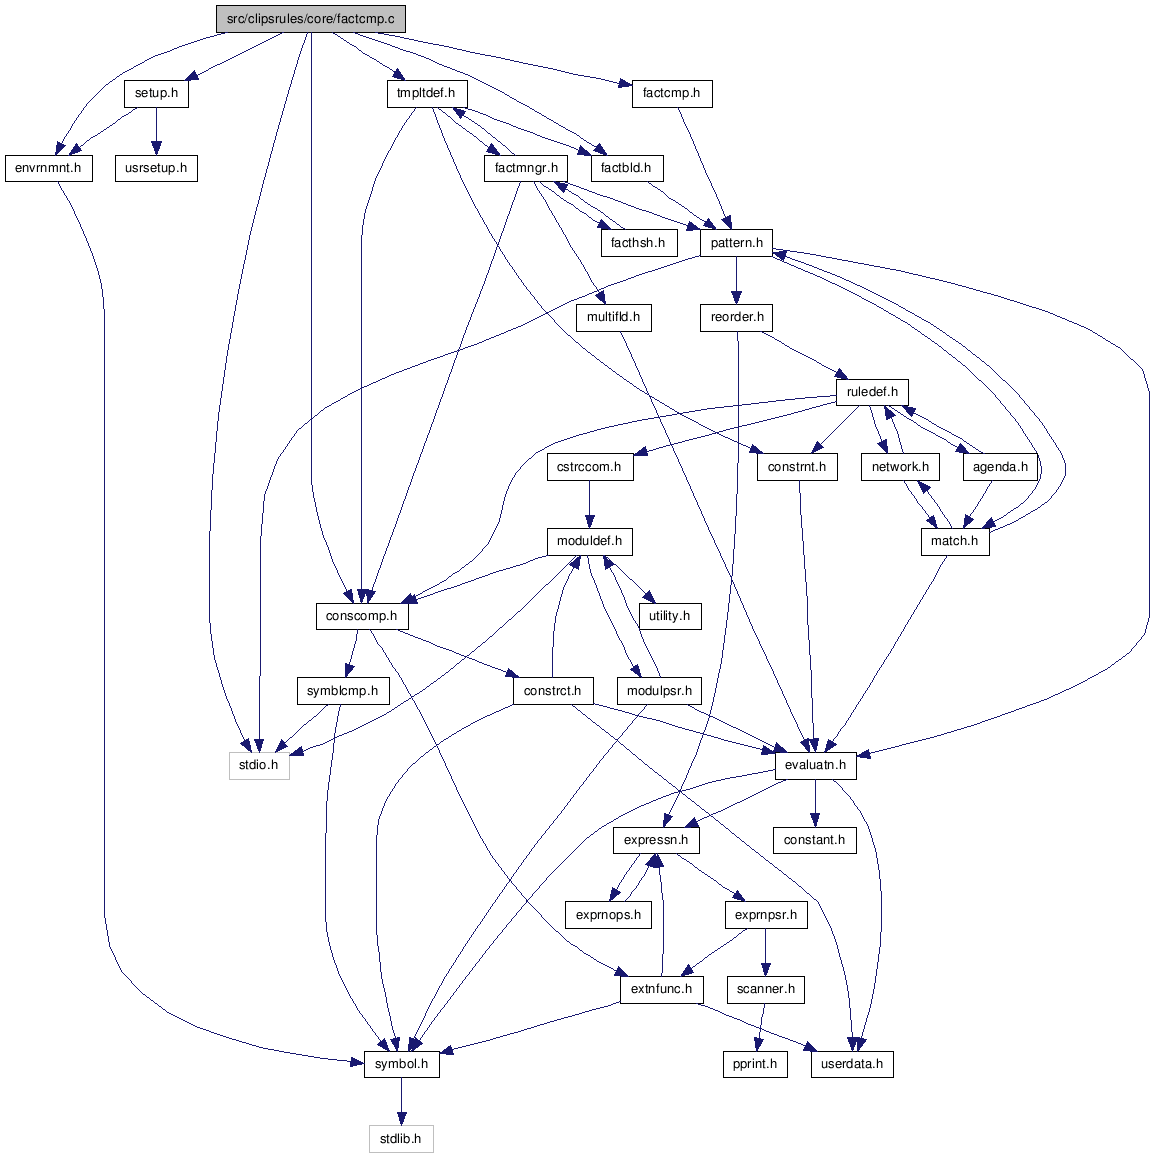 src/clipsrules/core/factcmp.c
setup.h
tmpltdef.h
factcmp.h
envrnmnt.h
usrsetup.h
factmngr.h
factbld.h
facthsh.h
pattern.h
multifld.h
reorder.h
ruledef.h
cstrccom.h
constrnt.h
network.h
agenda.h
moduldef.h
match.h
conscomp.h
utility.h
symblcmp.h
constrct.h
modulpsr.h
stdio.h
evaluatn.h
expressn.h
constant.h
exprnops.h
exprnpsr.h
extnfunc.h
scanner.h
symbol.h
pprint.h
userdata.h
stdlib.h